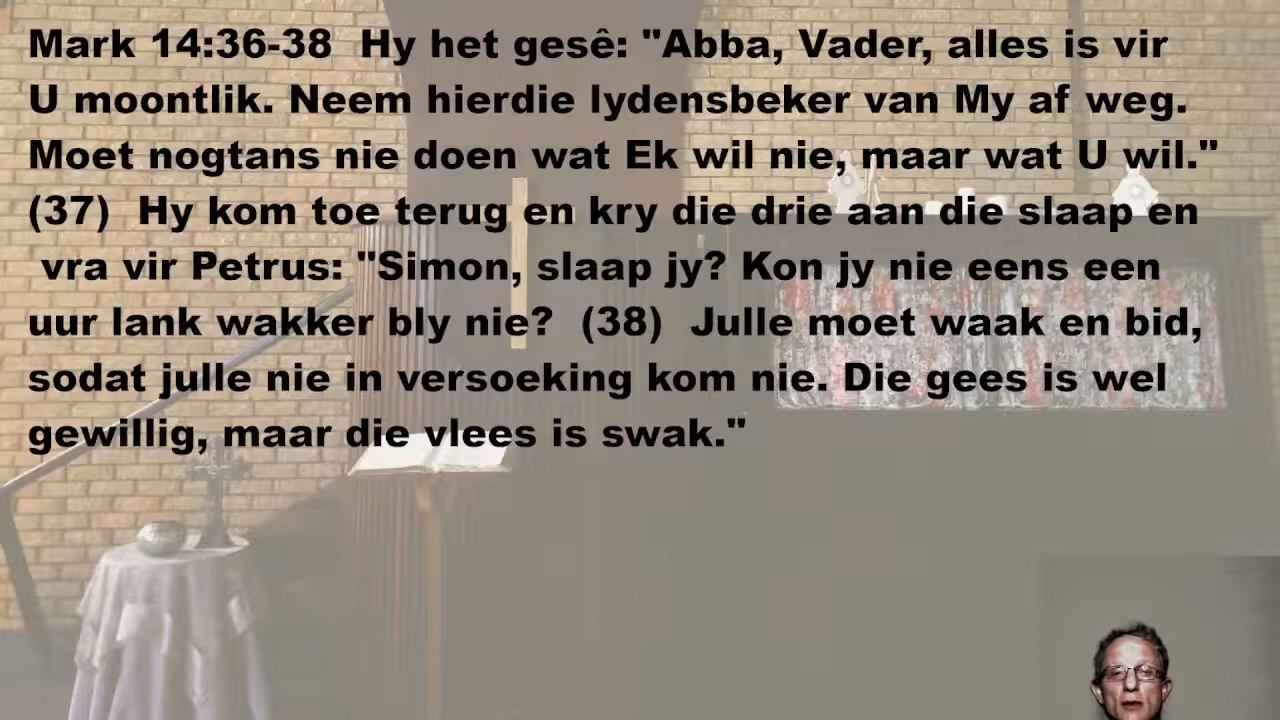 Mark 14:36-38 Hy het gesê: "Abba, Vader, alles is vir
U moontlik. Neem hierdie lydensbeker van My af weg.
Moet nogtans nie doen wat Ek wil nie, maar wat U wil."
(37) Hy kom toe terug en kry die drie aan die slaap en
vra vir Petrus: "Simon, slaap jy? Kon jy nie eens een
uur lank wakker bly nie? (38) Julle moet waak en bid,
sodat julle nie in versoeking kom nie. Die gees is wel
gewillig, maar die vlees is swak."